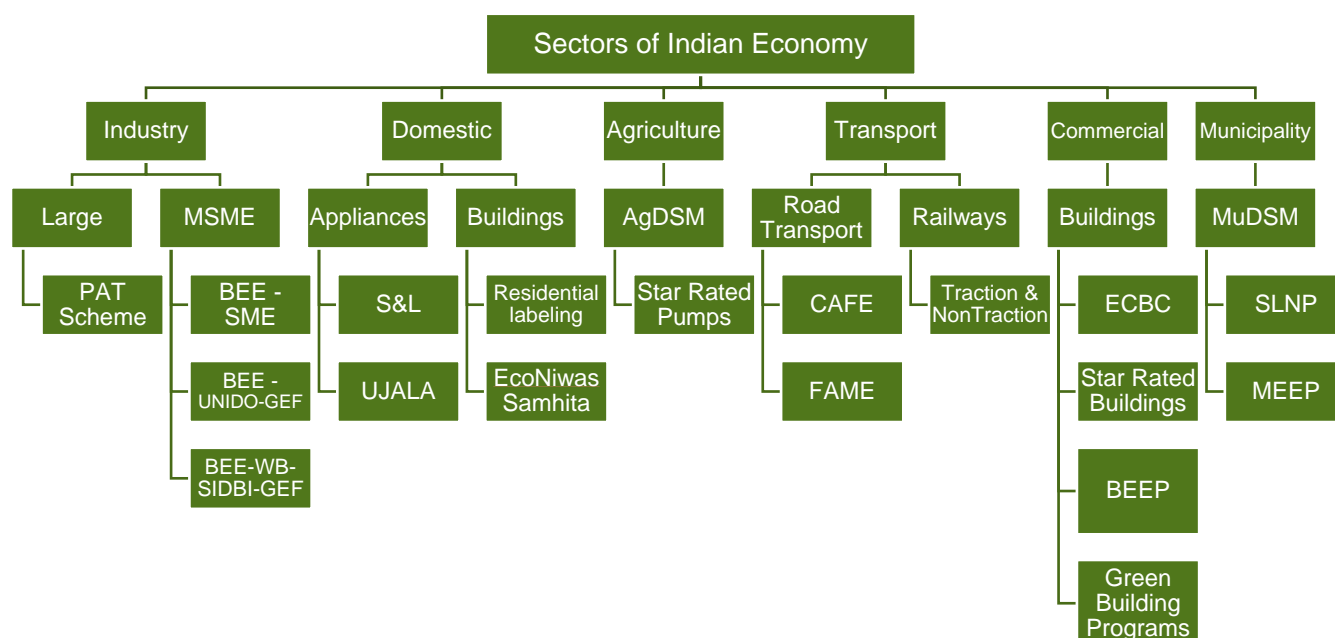 Sectors of Indian Economy
Industry
Domestic
Agriculture
Transport
Commercial
Municipality
Large
MSME
Appliances
Buildings
AgDSM
Road
Transport
Railways
Buildings
MuDSM
PAT
Scheme
BEE -
SME
S&L
Residential
labeling
Star Rated
Pumps
CAFE
Traction &
NonTraction
ECBC
SLNP
BEE -
UNIDO-GEF
UJALA
EcoNiwas
Samhita
FAME
Star Rated
Buildings
MEEP
BEE-WB-
SIDBI-GEF
BEEP
Green
Building
Programs